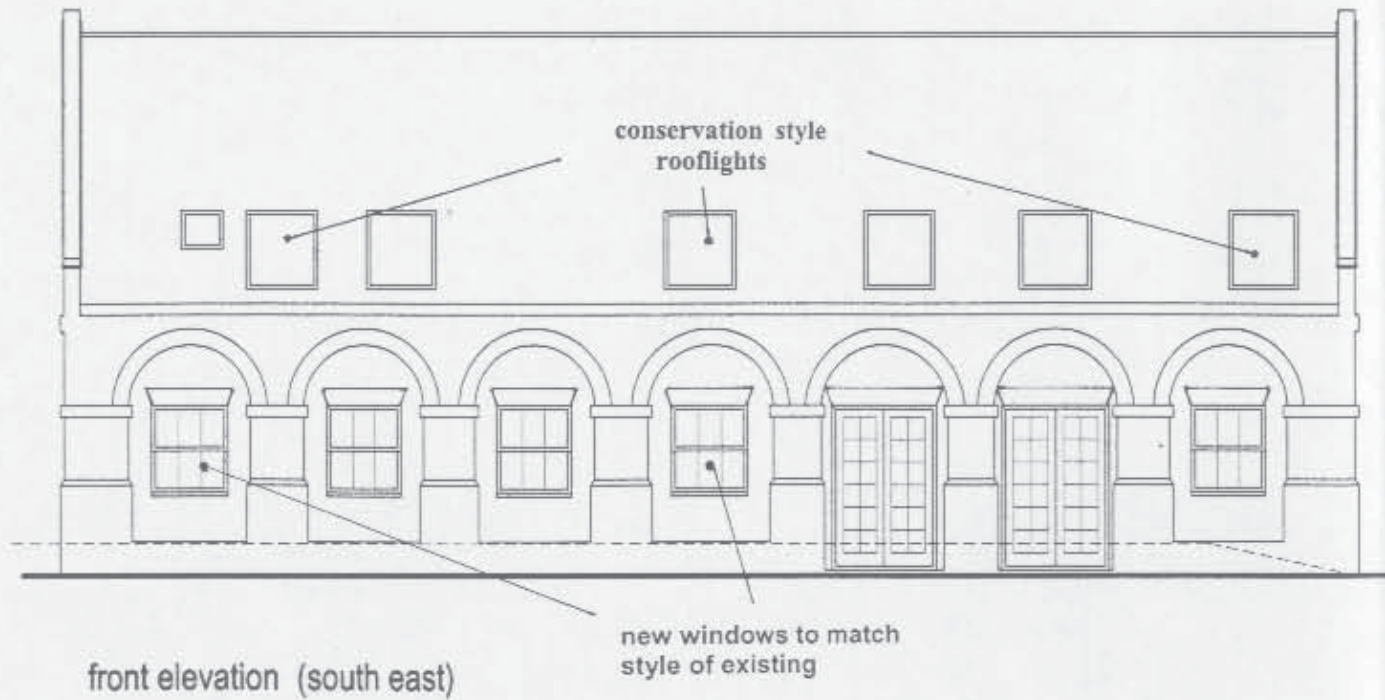 conservation style
rooflights
new windows to match
style of existing
front elevation (south east)